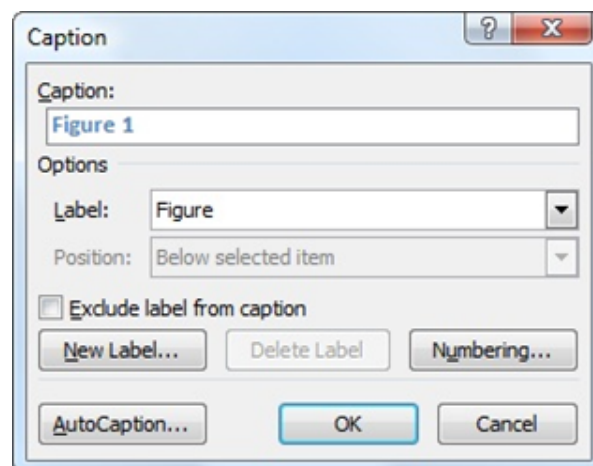 Caption
?
X
Caption:
Figure 1
Options
Label: Figure
Position: Below selected item
Exclude label from caption
New Label... Delete Label Numbering...
AutoCaption... OK Cancel